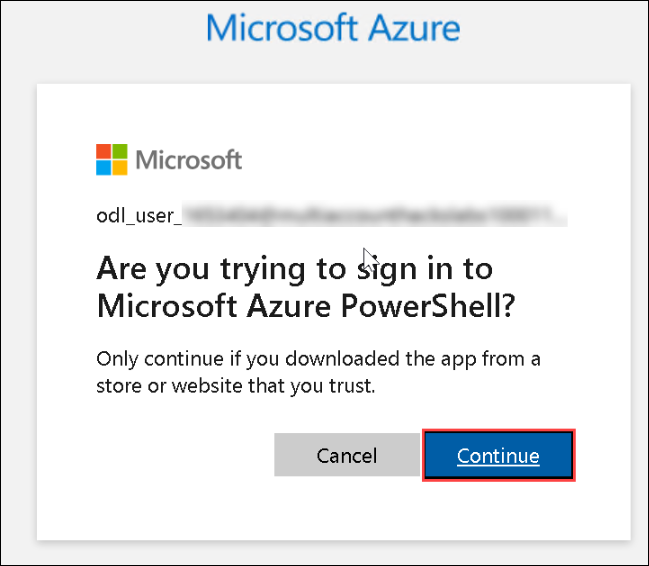 Microsoft Azure
Microsoft
odl_user_
Are you trying to sign in to
Microsoft Azure PowerShell?
Only continue if you downloaded the app from a
store or website that you trust.
Cancel
Continue